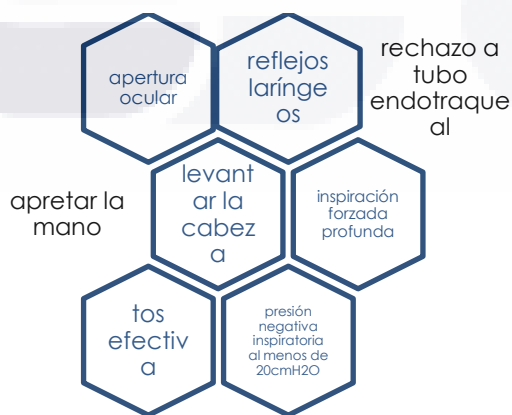 apertura
ocular
reflejos
larínge
os
rechazo a
tubo
endotraque
al
apretar la
mano
levant
ar la
cabez
a
inspiración
forzada
profunda
tos
efectiv
a
presión
negativa
inspiratoria
al menos de
20cmH2O